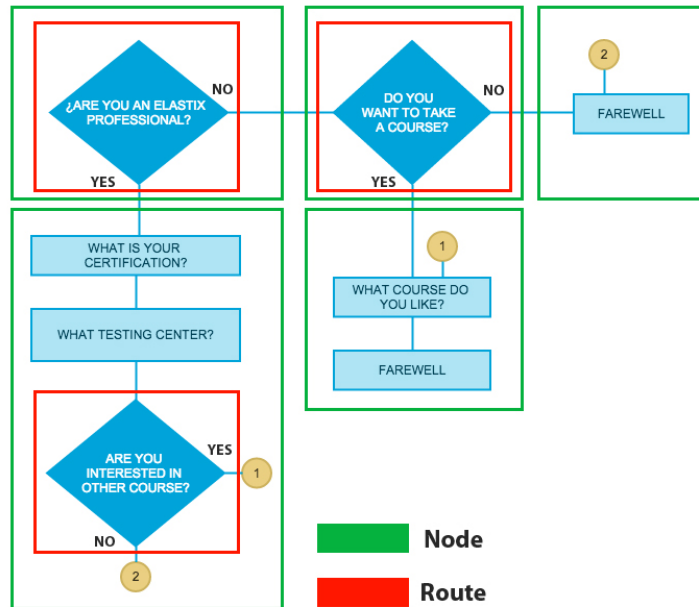 ¿ARE YOU AN ELASTIX
PROFESSIONAL?
NO
YES
DO YOU
WANT TO TAKE
A COURSE?
NO
YES
2
FAREWELL
WHAT IS YOUR
CERTIFICATION?
WHAT TESTING CENTER?
ARE YOU
INTERESTED IN
OTHER COURSE?
YES
1
NO
2
1
WHAT COURSE DO
YOU LIKE?
FAREWELL
Node
Route